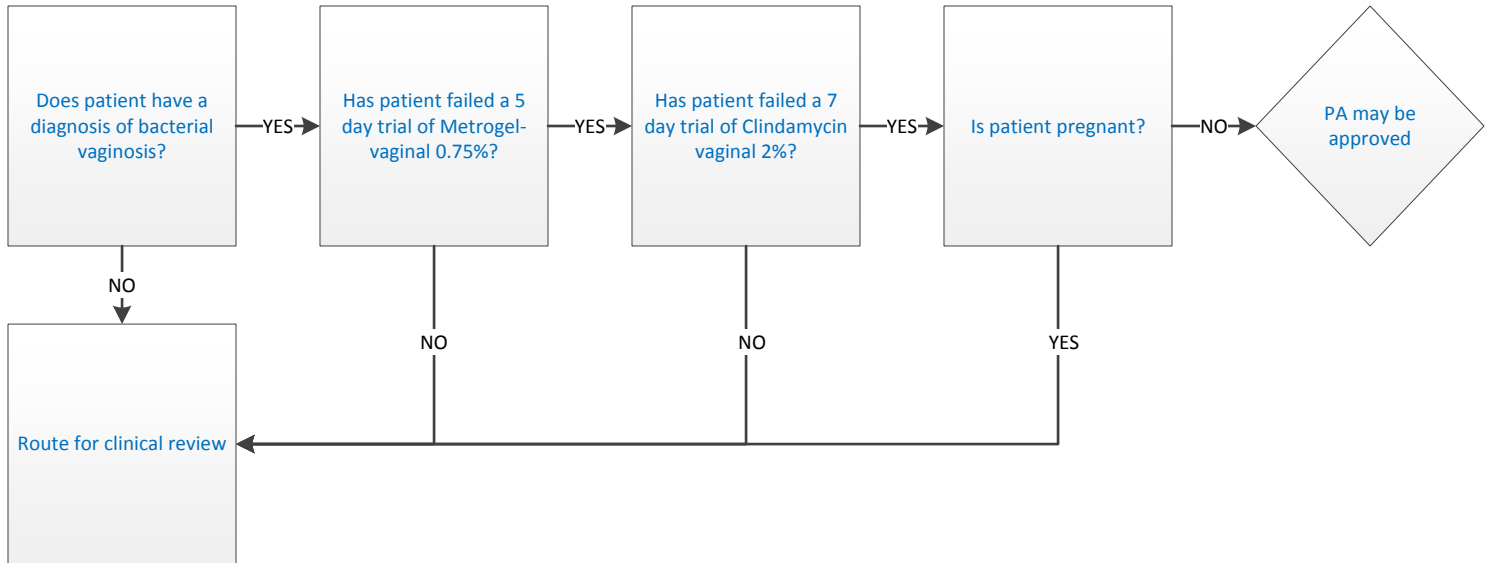 Does patient have a
diagnosis of bacterial
vaginosis?
YES
Has patient failed a 5
day trial of Metrogel-
vaginal 0.75%?
YES
Has patient failed a 7
day trial of Clindamycin
vaginal 2%?
YES
Is patient pregnant?
NO
PA may be
approved
NO
NO
NO
YES
Route for clinical review